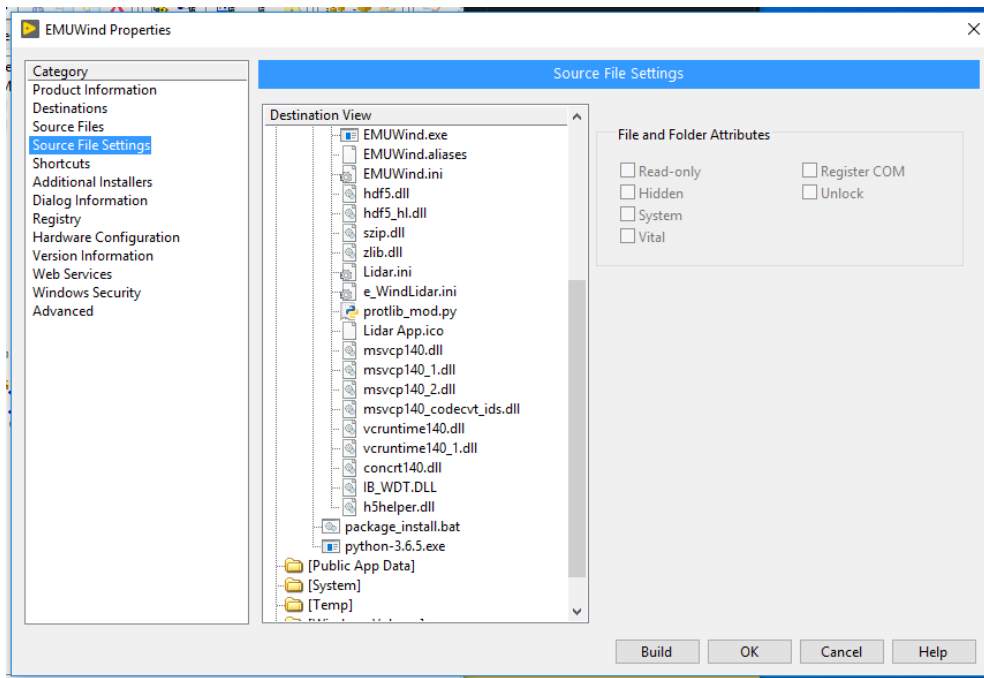 EMUWind Properties
Category
Product Information
Destinations
Source Files
Source File Settings
Shortcuts
Additional Installers
Dialog Information
Registry
Hardware Configuration
Version Information
Web Services
Windows Security
Advanced
Source File Settings
Destination View
EMUWind.exe
EMUWind.aliases
EMUWind.ini
hdf5.dll
hdf5_hl.dll
szip.dll
zlib.dll
Lidar.ini
e_WindLidar.ini
protlib_mod.py
Lidar App.ico
msvcp140.dll
msvcp140_1.dll
msvcp140_2.dll
msvcp140_codecvt_ids.dll
vcruntime140.dll
vcruntime140_1.dll
concrt140.dll
IB_WDT.DLL
h5helper.dll
package_install.bat
python-3.6.5.exe
[Public App Data]
[System]
[Temp]
File and Folder Attributes
Read-only
Register COM
Hidden
Unlock
System
Vital
Build
OK
Cancel
Help